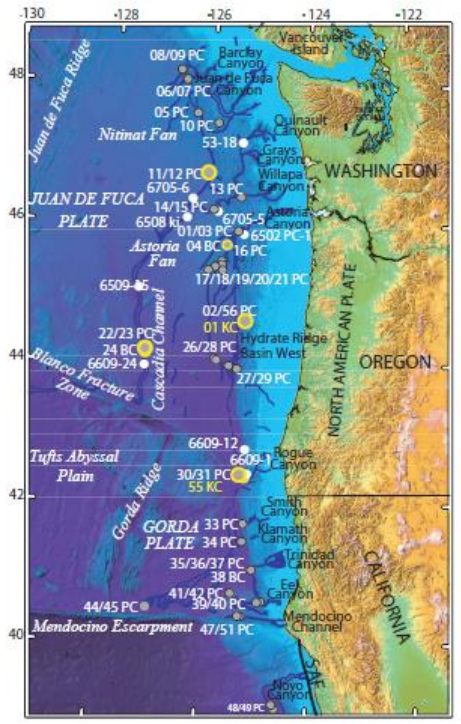 -130
-128
-126
-124
-122
48
46
44
42
40
Juan de Fuca Ridge
08/09 PC
Barclay
Canyon
Vancouver
Island
Juan de Fuca
Canyon
06/07 PC
05 PC
Nitinat Fan
10 PC
Quinault
Canyon
53-18
Grays
Canyon
11/12 PC
Willapa
Canyon
WASHINGTON
6705-6
13 PC
JUAN DE FUCA
PLATE
14/15 PC
6508 ki
6705-5
Astoria
Canyon
01/03 PC
6502 PC-1
04 BC
16 PC
Astoria
Fan
17/18/19/20/21 PC
6509-15
Cascadia Channel
02/56 PC
01 KC
22/23 PC
24 BC
6609-24
Hydrate Ridge
Basin West
26/28 PC
27/29 PC
NORTH AMERICAN PLATE
OREGON
Blanco Fracture
Zone
6609-12
6609-1
Rogue
Canyon
Tufts Abyssal
Plain
30/31 PC
55 KC
Gorda Ridge
Smith
Canyon
GORDA
PLATE
33 PC
34 PC
Klamath
Canyon
35/36/37 PC
38 BC
Trinidad
Canyon
41/42 PC
39/40 PC
Eel
Canyon
44/45 PC
Mendocino Escarpment
47/51 PC
Mendocino
Channel
CALIFORNIA
SAF
Noyo
Canyon
48/49 PC